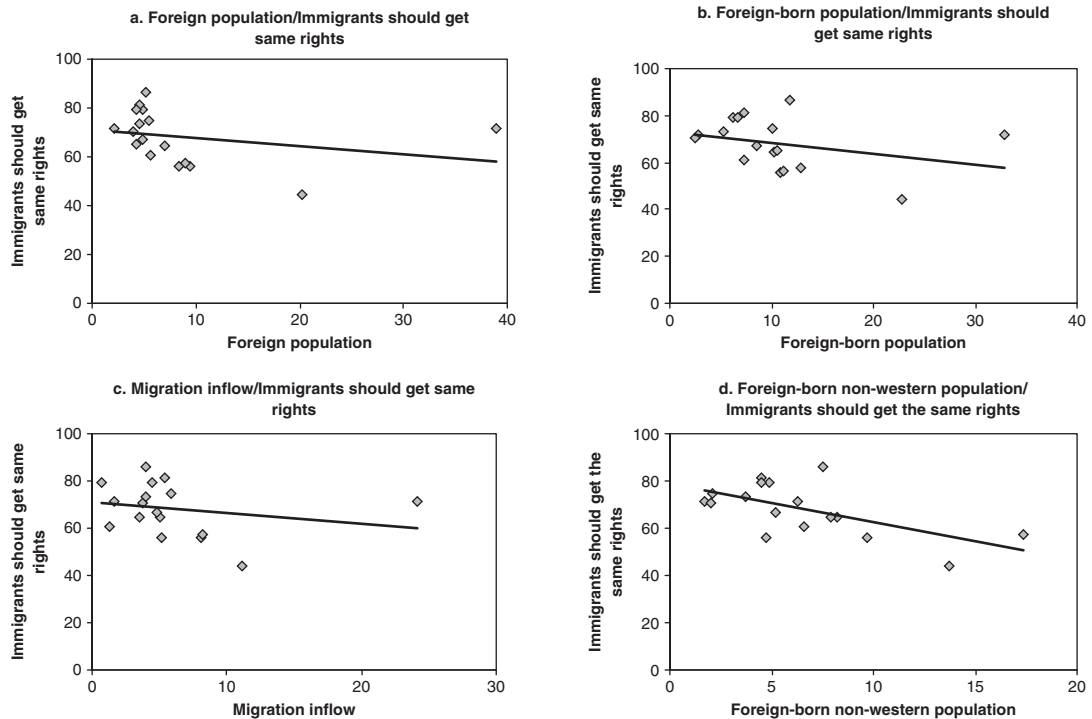 a. Foreign population/Immigrants should get
same rights
100
80
60
40
20
0
0 10 20 30 40
Immigrants should get
same rights
Foreign population
b. Foreign-born population/Immigrants should
get same rights
100
80
60
40
20
0
0 10 20 30 40
Immigrants should get same
rights
Foreign-born population
c. Migration inflow/Immigrants should get same
rights
100
80
60
40
20
0
0 10 20 30
Immigrants should get same
rights
Migration inflow
d. Foreign-born non-western population/
Immigrants should get the same rights
100
80
60
40
20
0
0 5 10 15 20
Immigrants should get the
same rights
Foreign-born non-western population